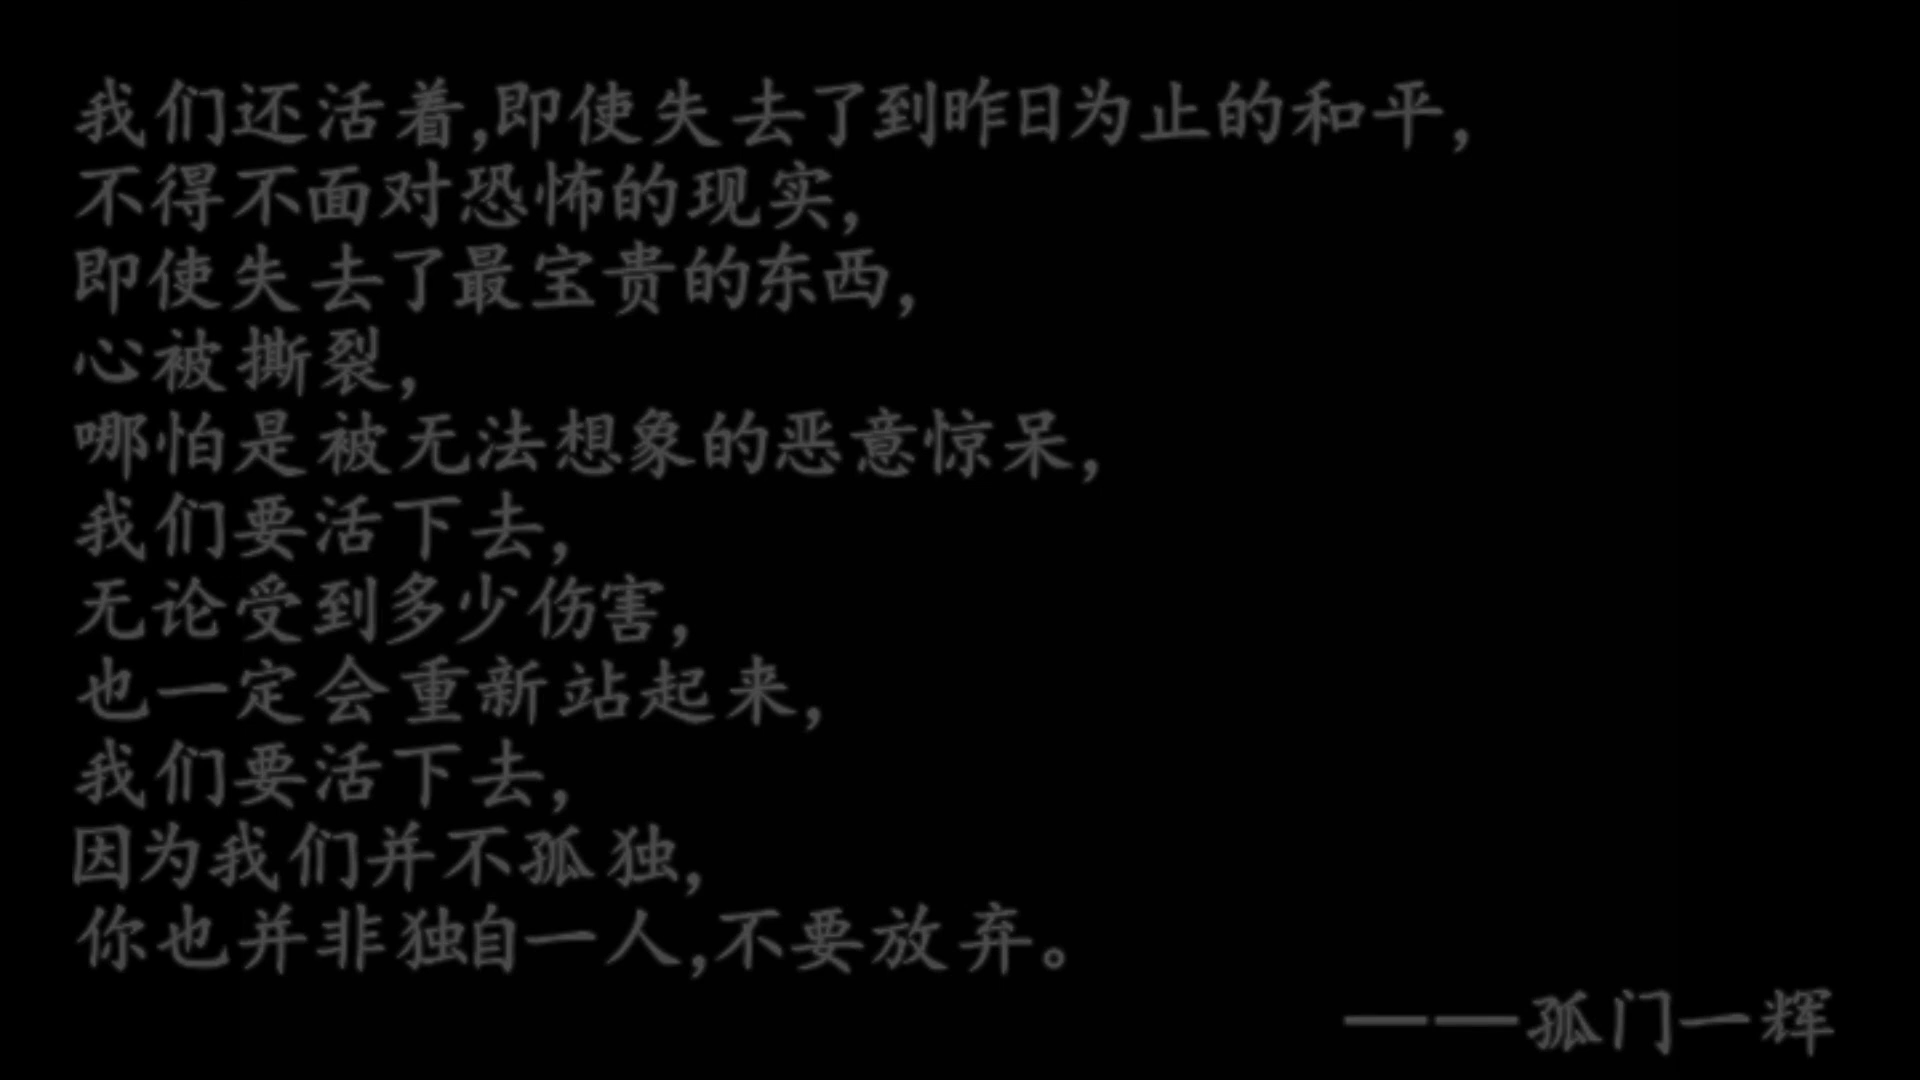 我们还活着,即使失去了到昨日为止的和平,
不得不面对恐怖的现实,
即使失去了最宝贵的东西,
心被撕裂,
哪怕是被无法想象的恶意惊呆,
我们要活下去,
无论受到多少伤害,
也一定会重新站起来,
我们要活下去,
因为我们并不孤独,
你也并非独自一人,不要放弃。
——孤门一辉